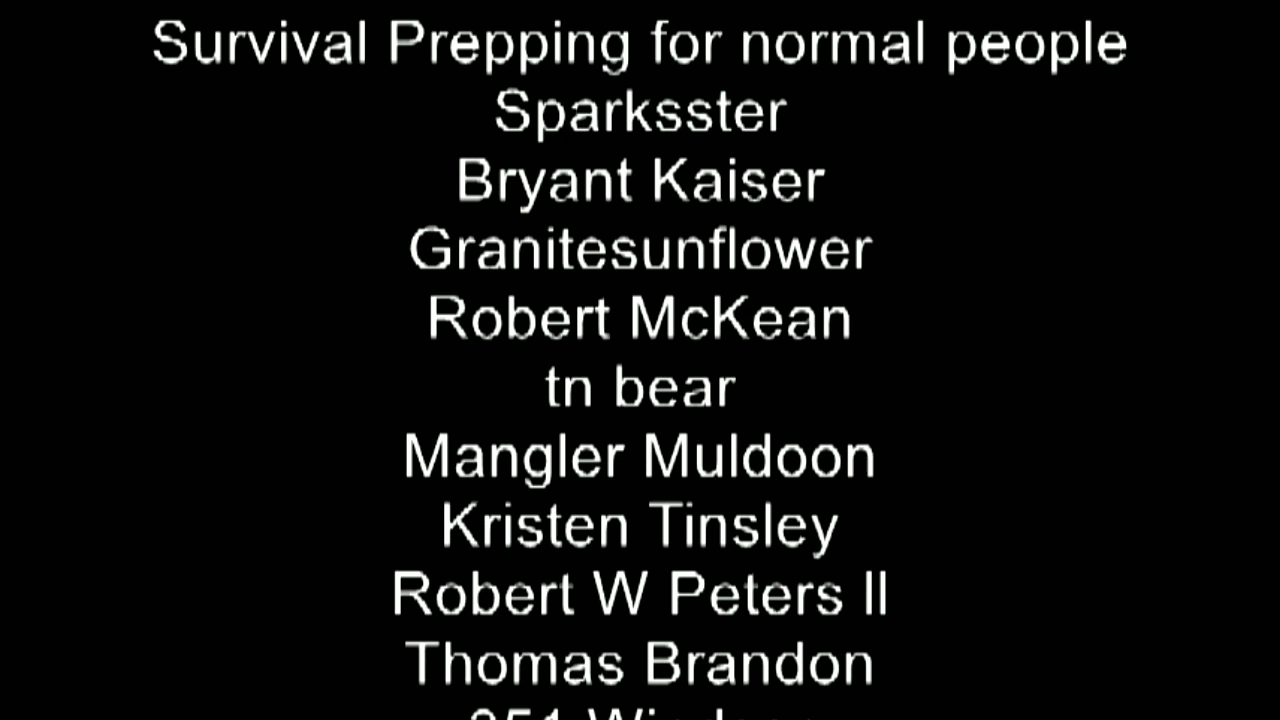 Survival Prepping for normal people
Sparksster
Bryant Kaiser
Granitesunflower
Robert McKean
tn bear
Mangler Muldoon
Kristen Tinsley
Robert W Peters ll
Thomas Brandon